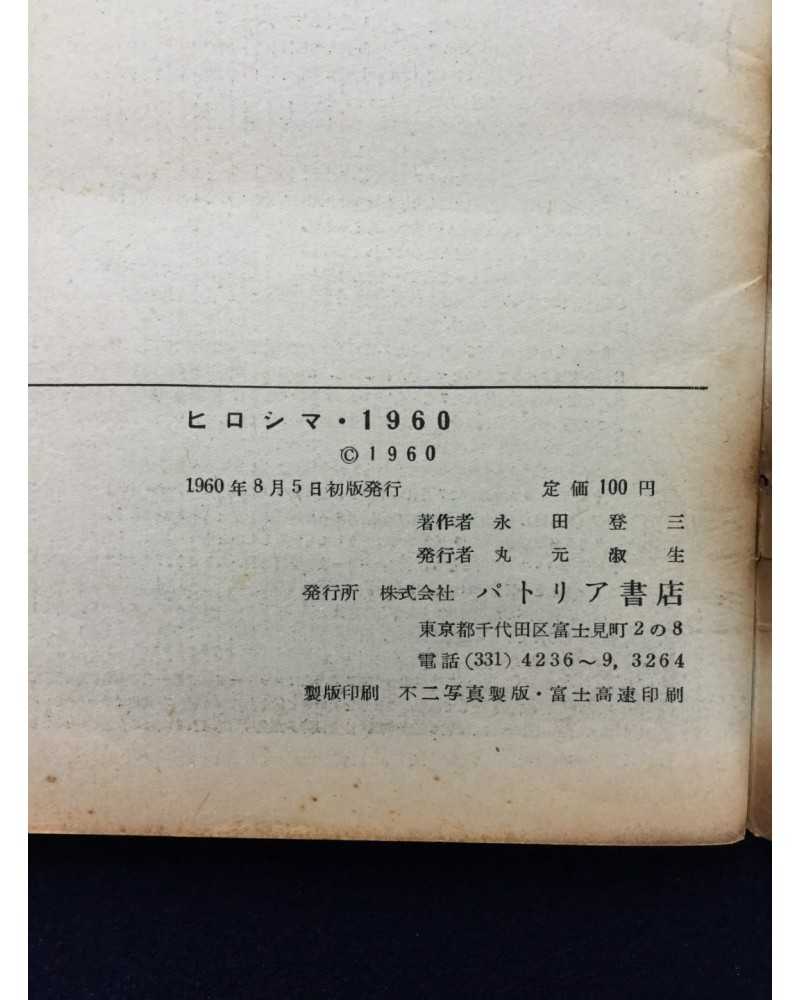 ヒロシマ・1960
©1960
1960年8月5日初版発行 定価100円
著作者 永田登三
発行者 丸元淑生
発行所 株式会社 パトリア書店
東京都千代田区富士見町2の8
電話(331)4236〜9, 3264
製版印刷 不二写真製版・富士高速印刷